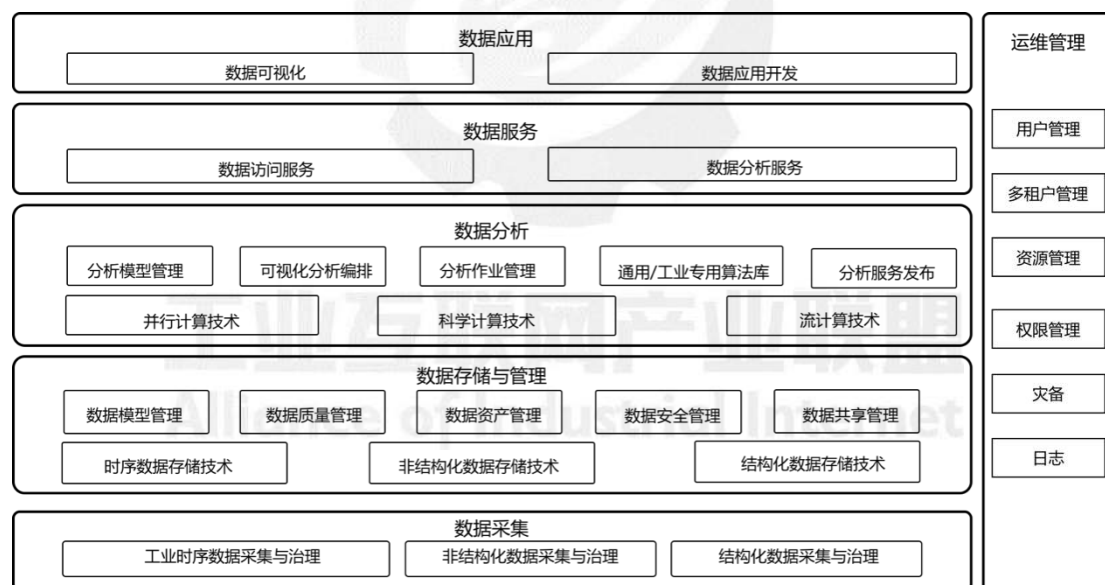 数据应用
数据可视化
数据应用开发
数据服务
数据访问服务
数据分析服务
数据分析
分析模型管理
可视化分析编排
分析作业管理
通用/工业专用算法库
分析服务发布
并行计算技术
科学计算技术
流计算技术
数据存储与管理
数据模型管理
数据质量管理
数据资产管理
数据安全管理
数据共享管理
时序数据存储技术
非结构化数据存储技术
结构化数据存储技术
数据采集
工业时序数据采集与治理
非结构化数据采集与治理
结构化数据采集与治理
运维管理
用户管理
多租户管理
资源管理
权限管理
灾备
日志
工业互联网产业联盟
Alliance of Industrial Internet